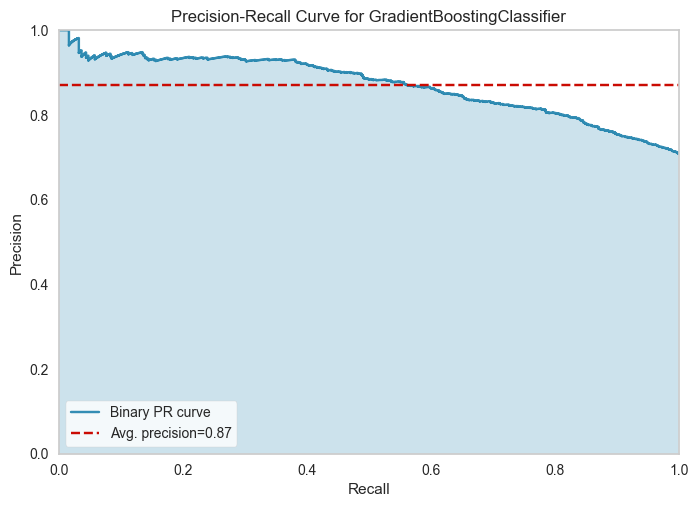 Precision-Recall Curve for GradientBoostingClassifier
1.0
0.8
0.6
0.4
0.2
0.0
Precision
Binary PR curve
Avg. precision=0.87
0.0 0.2 0.4 0.6 0.8 1.0
Recall